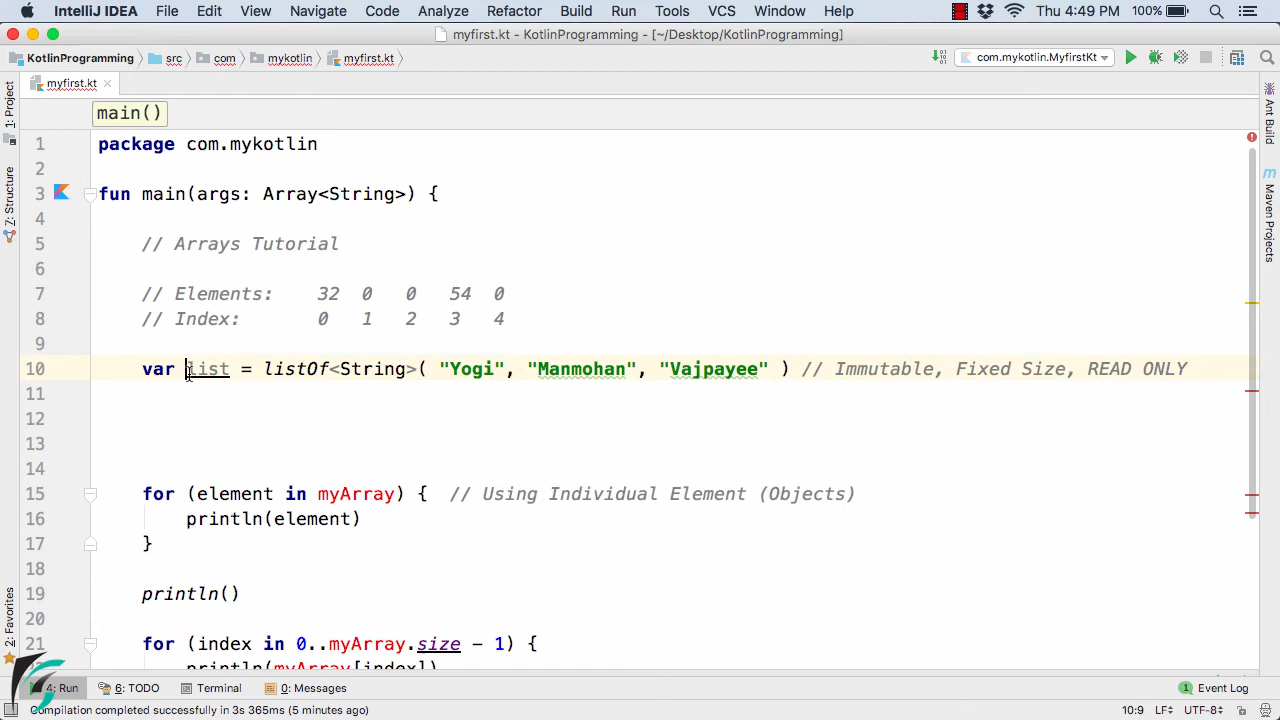 IntelliJ IDEA File Edit View Navigate Code Analyze Refactor Build Run Tools VCS Window Help Thu 4:49 PM 100%
myfirst.kt - KotlinProgramming - [~/Desktop/KotlinProgramming]
KotlinProgramming src com mykotlin myfirst.kt com.mykotlin.MyfirstKt
myfirst.kt
main()
1 package com.mykotlin
2
3 fun main(args: Array<String>) {
4
5 // Arrays Tutorial
6
7 // Elements: 32 0 0 54 0
8 // Index: 0 1 2 3 4
9
10 var list = listOf<String>( "Yogi", "Manmohan", "Vajpayee" ) // Immutable, Fixed Size, READ ONLY
11
12
13
14
15 for (element in myArray) { // Using Individual Element (Objects)
16 println(element)
17 }
18
19 println()
20
21 for (index in 0..myArray.size - 1) {
println(myArray[index])
1: Project
7: Structure
2: Favorites
Ant Build
Maven Projects
4: Run 6: TODO Terminal 0: Messages 1 Event Log
Compilation completed successfully in 3s 365ms (5 minutes ago) 10:9 LF÷ UTF-8÷